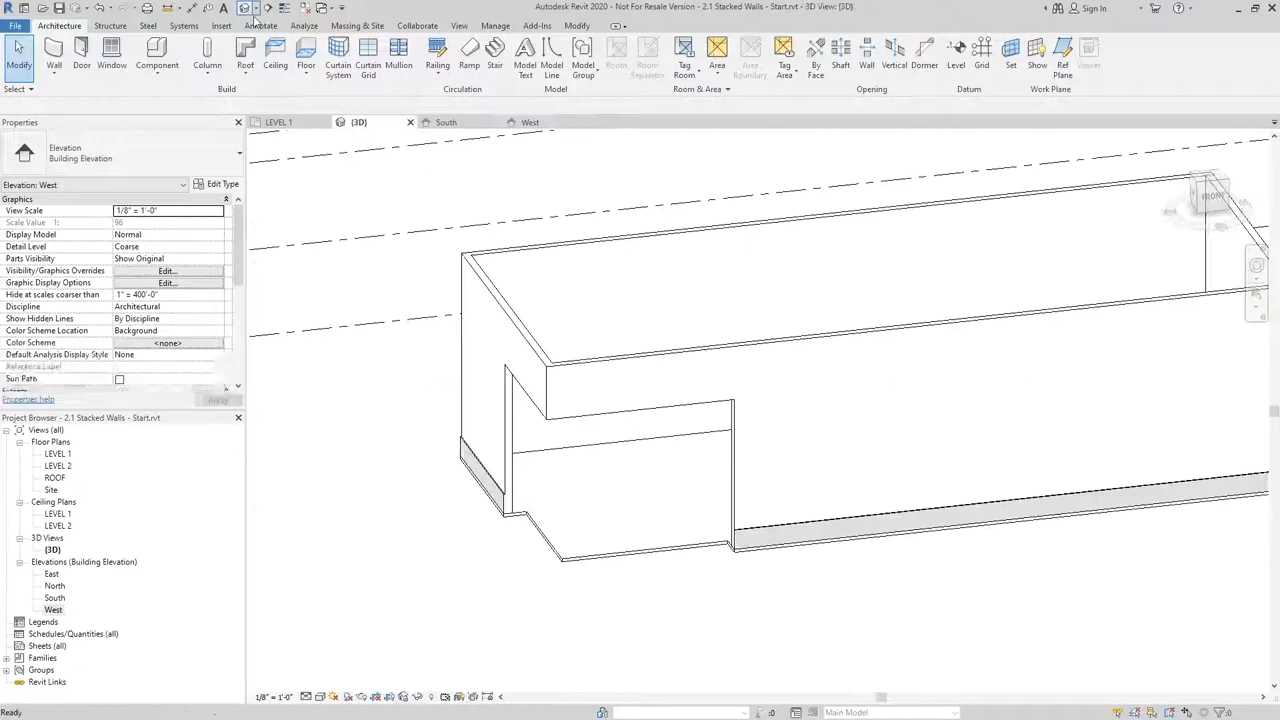 Autodesk Revit 2020 - Not For Resale Version - 2.1 Stacked Walls - Start.rvt - 3D View: {3D}
Sign In
File Architecture Structure Steel Systems Insert Annotate Analyze Massing & Site Collaborate View Manage Add-Ins Modify
Modify Wall Door Window Component Column Roof Ceiling Floor Curtain System Curtain Grid Mullion Railing Ramp Stair Model Text Model Line Model Group Room Room Separator Tag Room Area Area Boundary Tag Area By Face Shaft Wall Vertical Dormer Level Grid Set Show Ref Plane Viewer
Select Build Circulation Model Room & Area Opening Datum Work Plane
Properties
LEVEL 1 {3D} South West
Elevation
Building Elevation
Elevation: West Edit Type
Graphics
View Scale 1/8" = 1'-0"
Scale Value 1: 96
Display Model Normal
Detail Level Coarse
Parts Visibility Show Original
Visibility/Graphics Overrides Edit...
Graphic Display Options Edit...
Hide at scales coarser than 1" = 400'-0"
Discipline Architectural
Show Hidden Lines By Discipline
Color Scheme Location Background
Color Scheme <none>
Default Analysis Display Style None
Reference Label
Sun Path
Extents
Properties help Apply
Project Browser - 2.1 Stacked Walls - Start.rvt
Views (all)
Floor Plans
LEVEL 1
LEVEL 2
ROOF
Site
Ceiling Plans
LEVEL 1
LEVEL 2
3D Views
{3D}
Elevations (Building Elevation)
East
North
South
West
Legends
Schedules/Quantities (all)
Sheets (all)
Families
Groups
Revit Links
FRONT
1/8" = 1'-0"
Ready :0 Main Model :0